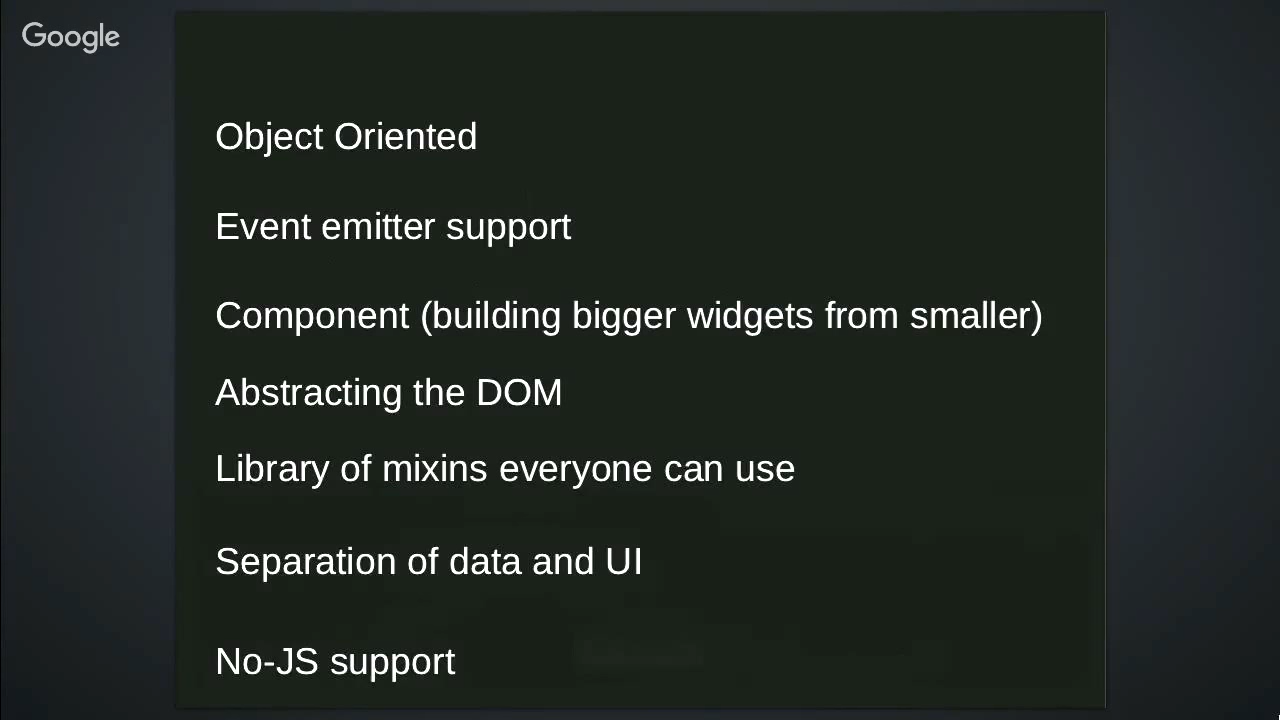 Google
Object Oriented
Event emitter support
Component (building bigger widgets from smaller)
Abstracting the DOM
Library of mixins everyone can use
Separation of data and UI
No-JS support